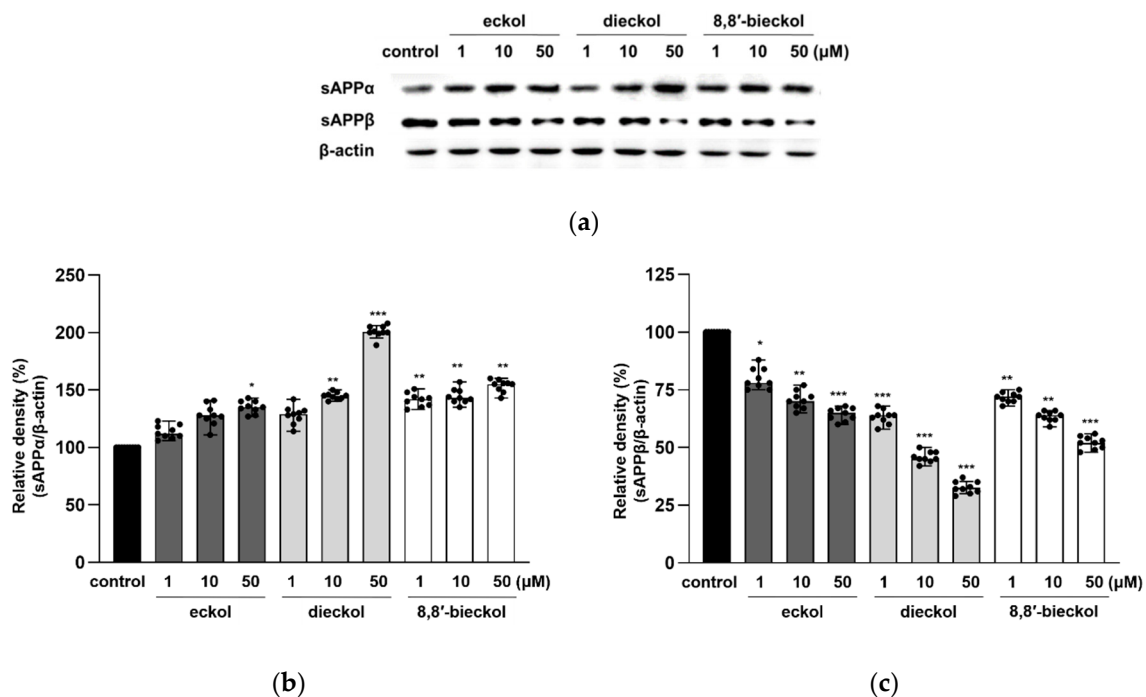 eckol dieckol 8,8′-bieckol
control 1 10 50 1 10 50 1 10 50 (μM)
sAPPα
sAPPβ
β-actin
(a)
Relative density (%)
(sAPPα/β-actin)
250
200
150
100
50
0
* ** *** ** ** **
control 1 10 50 1 10 50 1 10 50 (μM)
eckol dieckol 8,8′-bieckol
(b)
Relative density (%)
(sAPPβ/β-actin)
125
100
75
50
25
0
* ** *** *** *** *** ** ** ***
control 1 10 50 1 10 50 1 10 50 (μM)
eckol dieckol 8,8′-bieckol
(c)